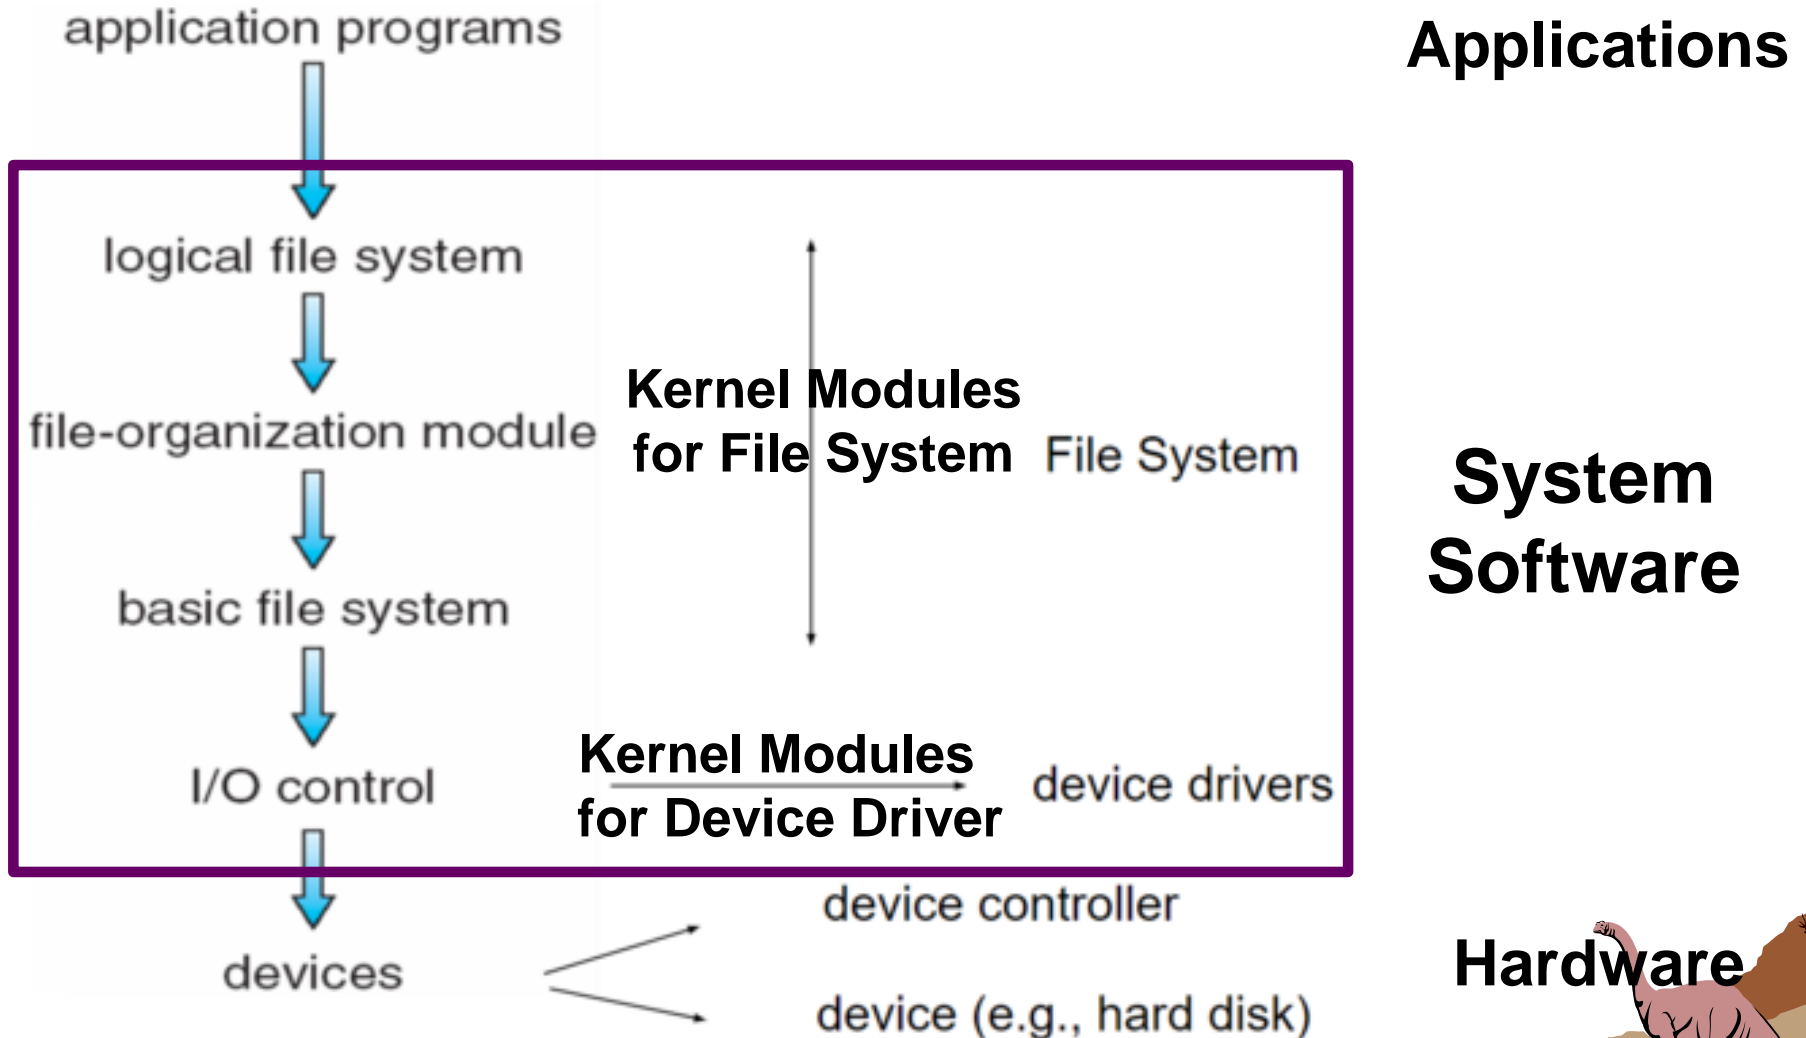 application programs
Applications
logical file system
Kernel Modules
for File System
file-organization module
File System
System
Software
basic file system
Kernel Modules
for Device Driver
I/O control
device drivers
device controller
devices
Hardware
device (e.g., hard disk)